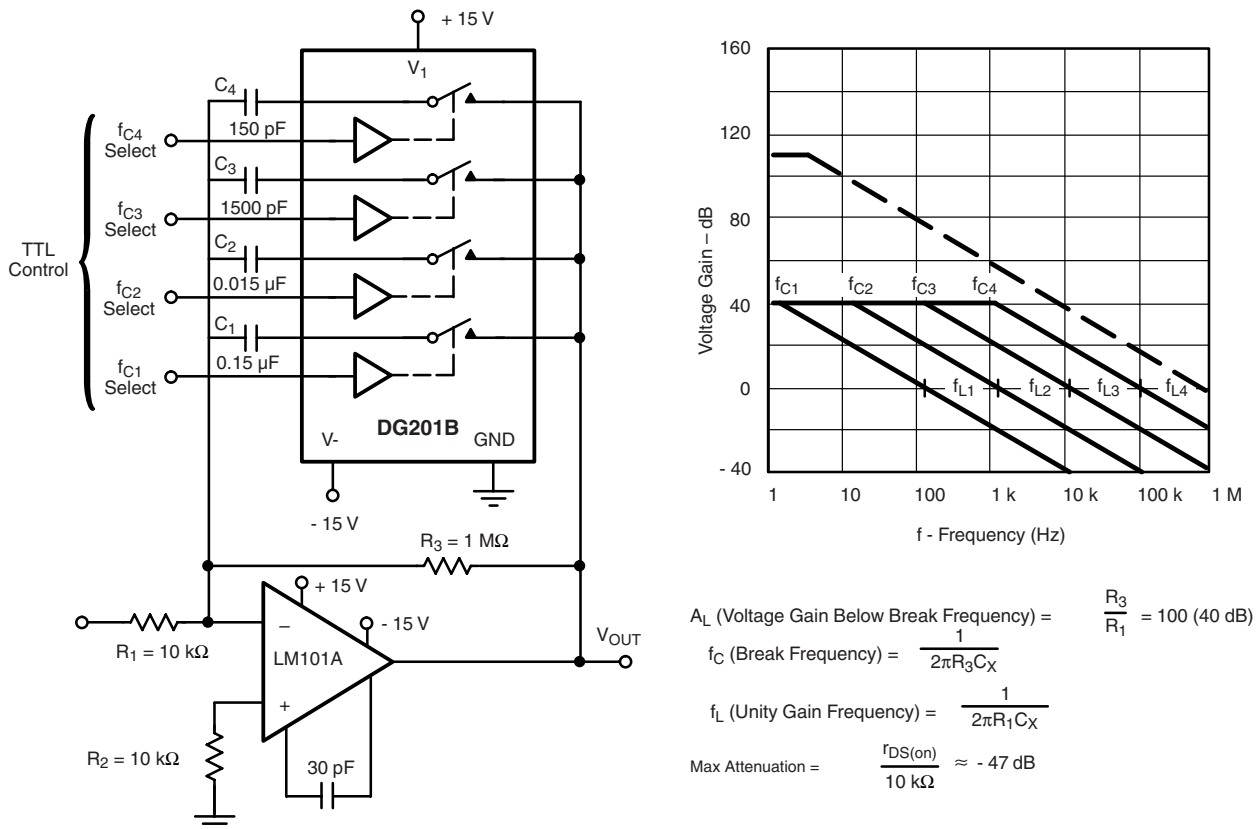 + 15 V
V1
C4
150 pF
fC4
Select
C3
1500 pF
fC3
Select
TTL
Control
C2
0.015 µF
fC2
Select
C1
0.15 µF
fC1
Select
V-
DG201B
GND
- 15 V
R3 = 1 MΩ
+ 15 V
- 15 V
R1 = 10 kΩ
–
LM101A
+
VOUT
R2 = 10 kΩ
30 pF
160
120
80
40
0
- 40
Voltage Gain – dB
fC1 fC2 fC3 fC4
fL1 fL2 fL3 fL4
1 10 100 1 k 10 k 100 k 1 M
f - Frequency (Hz)
AL (Voltage Gain Below Break Frequency) = R3 / R1 = 100 (40 dB)
fC (Break Frequency) = 1 / 2πR3CX
fL (Unity Gain Frequency) = 1 / 2πR1CX
Max Attenuation = rDS(on) / 10 kΩ ≈ - 47 dB